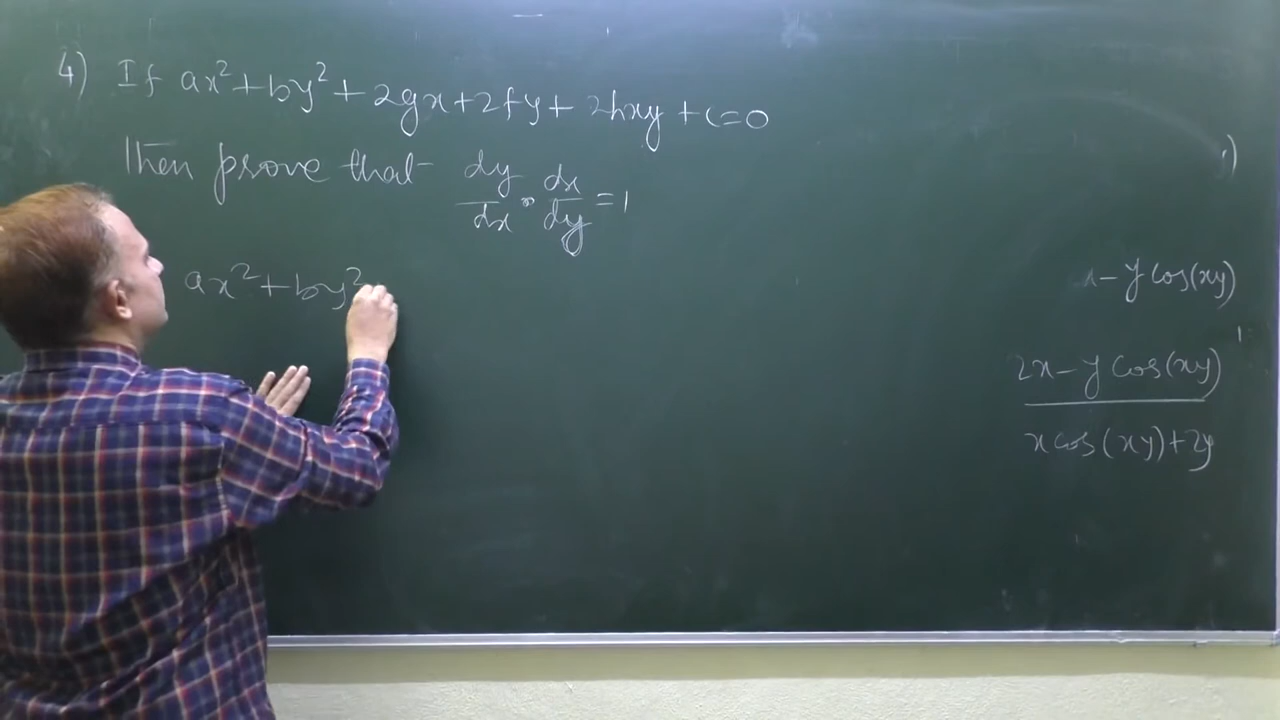 4) If ax²+by²+2gx+2fy+2hxy+c=0
Then prove that dy/dx · dx/dy = 1
ax²+by²
)
x-y cos(xy)
2x-y cos(xy)
x cos(xy)+2y